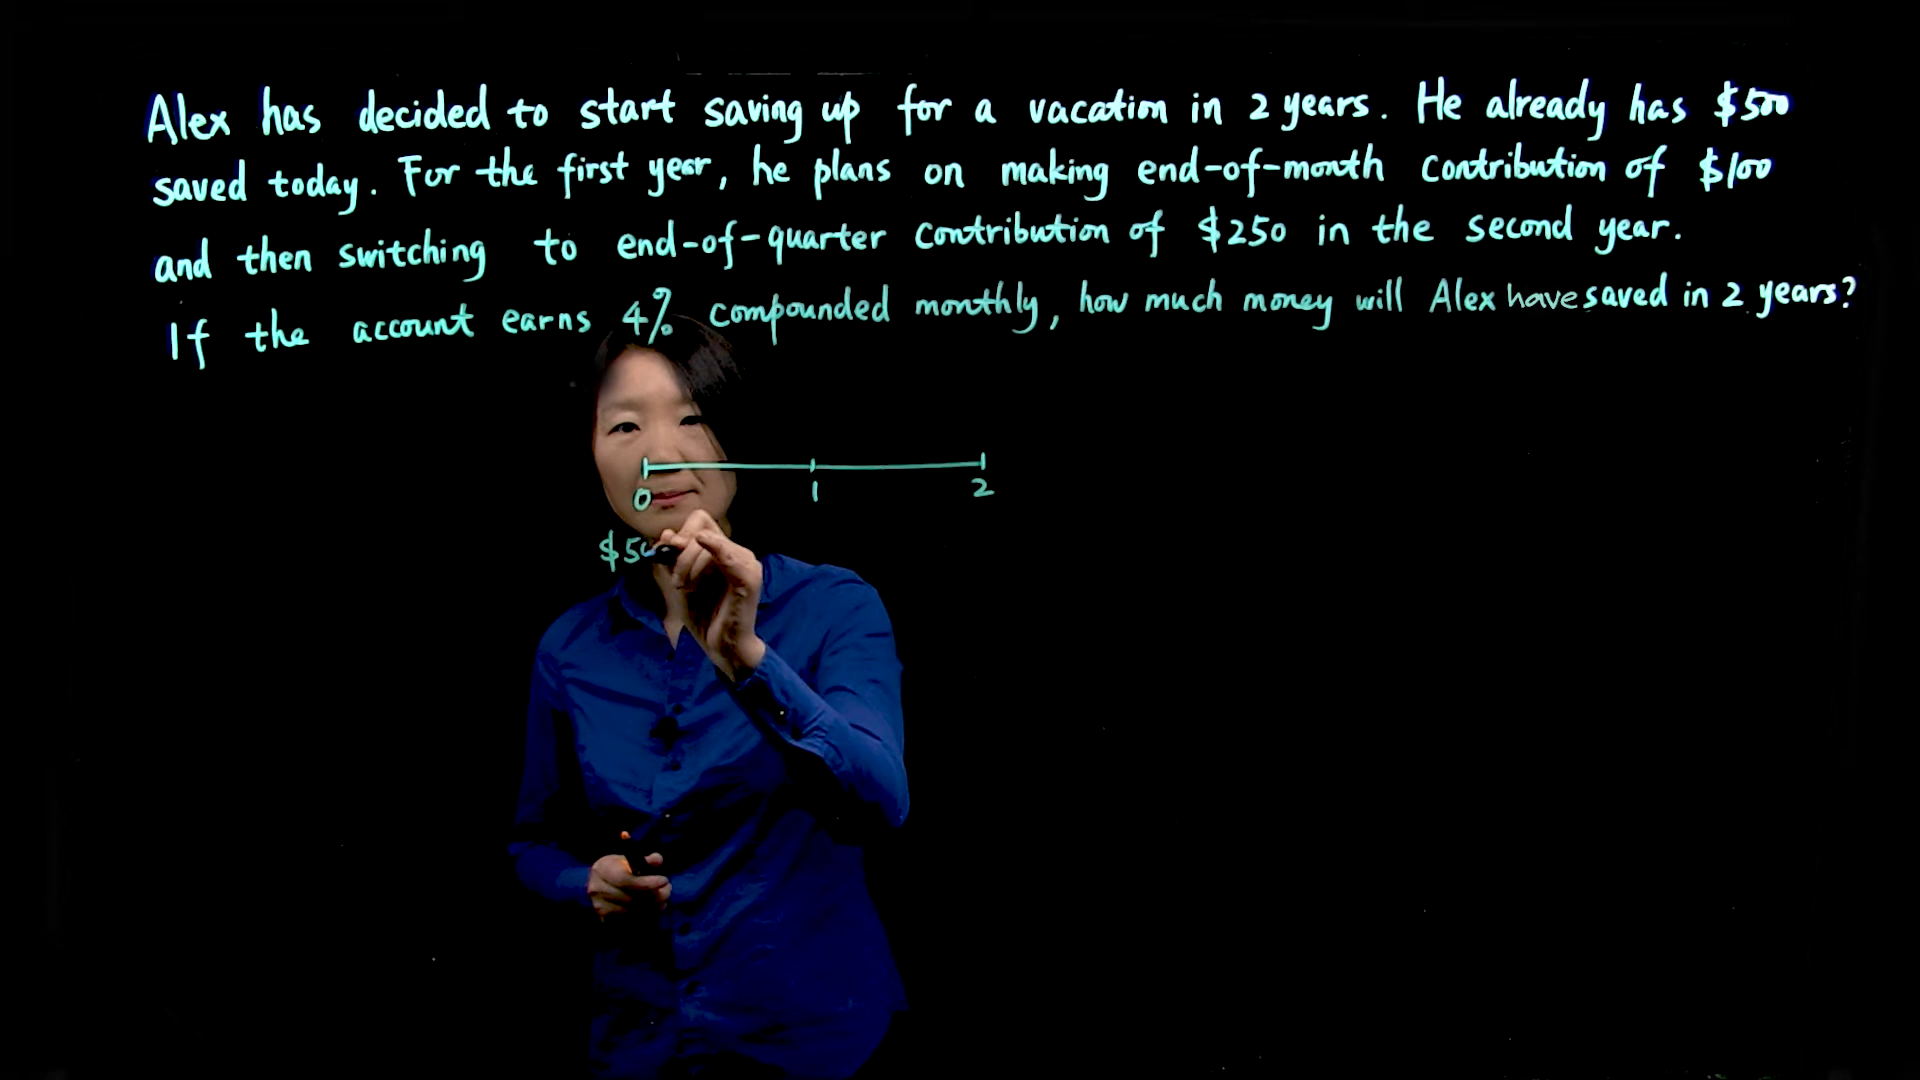 Alex has decided to start saving up for a vacation in 2 years. He already has $500
saved today. For the first year, he plans on making end-of-month contribution of $100
and then switching to end-of-quarter contribution of $250 in the second year.
If the account earns 4% compounded monthly, how much money will Alex have saved in 2 years?
0 1 2